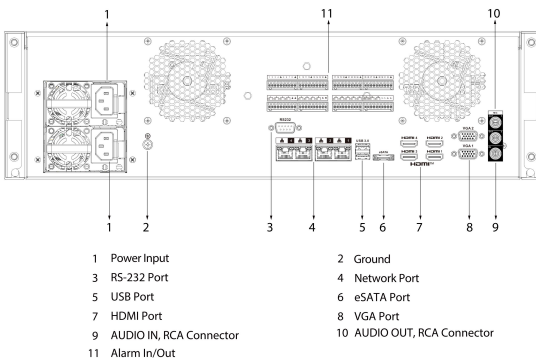 1
11
10
RS232
USB 3.0
eSATA
HDMI 3
HDMI 2
HDMI 1
HDMI
VGA 2
VGA 1
1
2
3
4
5
6
7
8
9
1 Power Input
2 Ground
3 RS-232 Port
4 Network Port
5 USB Port
6 eSATA Port
7 HDMI Port
8 VGA Port
9 AUDIO IN, RCA Connector
10 AUDIO OUT, RCA Connector
11 Alarm In/Out